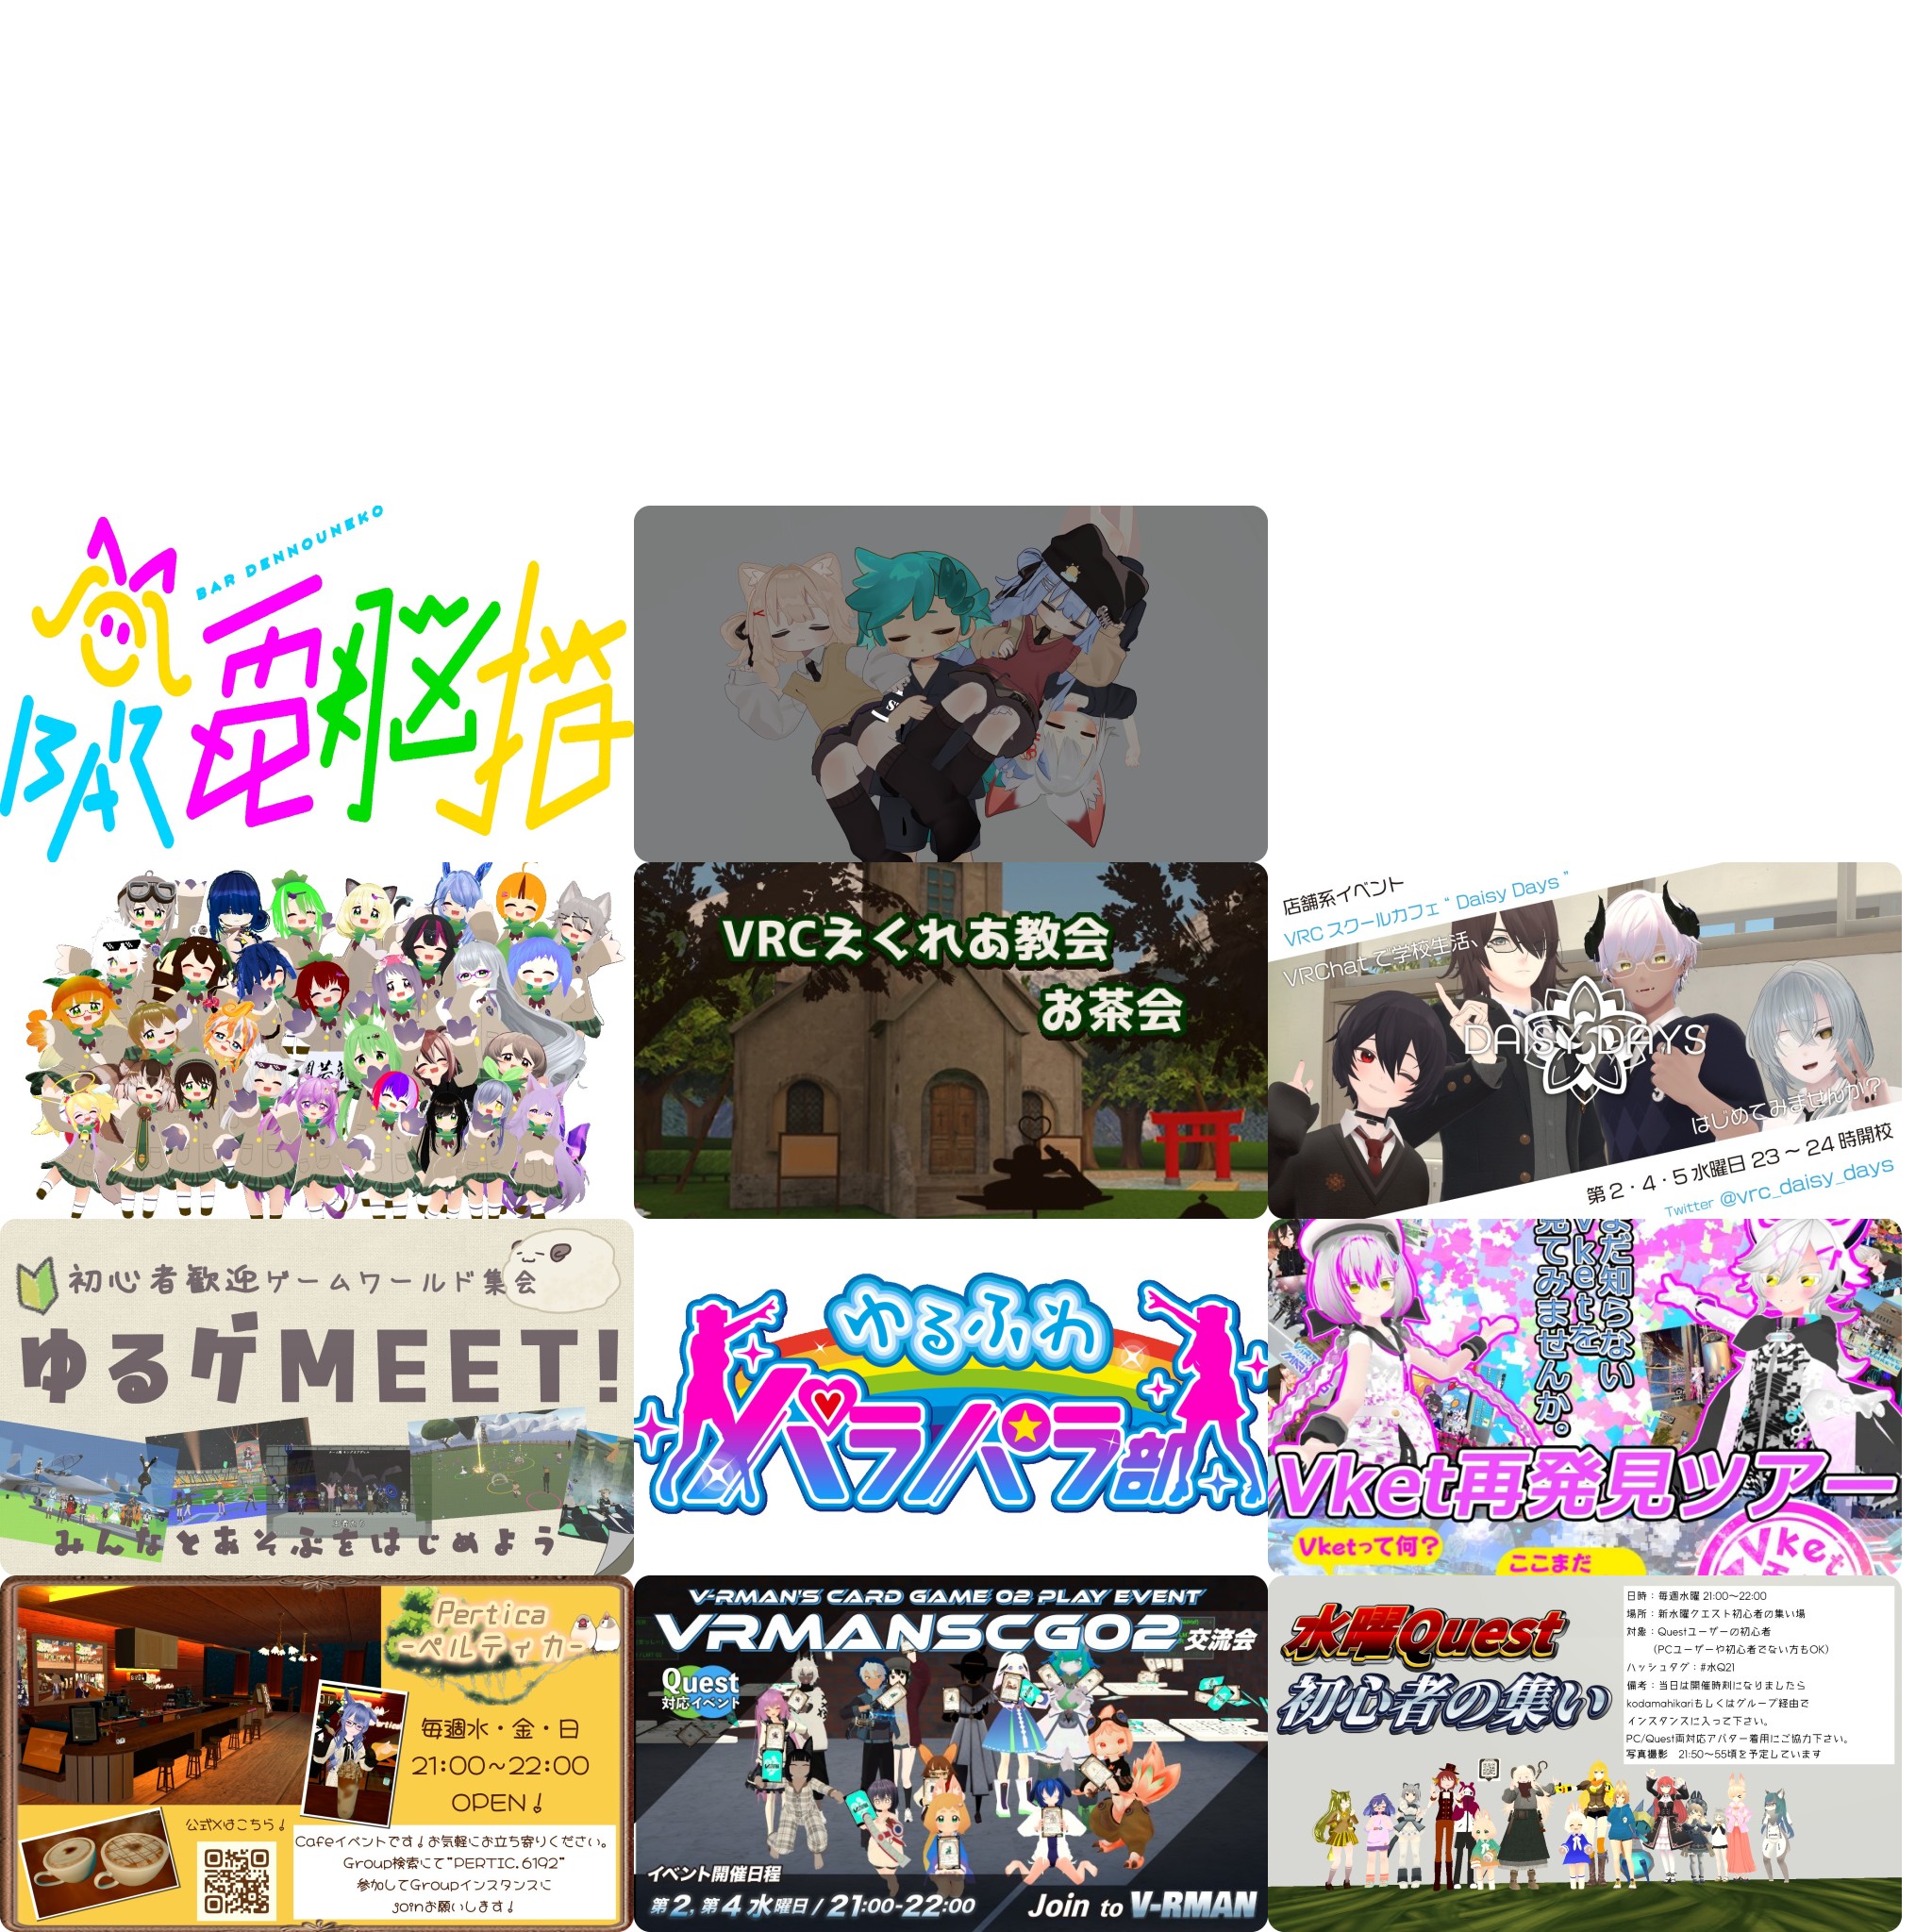 BAR DENNOUNEKO
BAR 電脳猫
VRCえくれあ教会
お茶会
店舗系イベント
VRC スクールカフェ “ Daisy Days ”
VRChatで学校生活、
DAISY DAYS
はじめてみませんか?
第2・4・5 水曜日 23～24 時開校
Twitter @vrc_daisy_days
初心者歓迎ゲームワールド集会
ゆるゲMEET!
みんなとあそぶをはじめよう
ゆるふわ
パラパラ部
まだ知らない
Vketを
見てみませんか。
Vket再発見ツアー
Vketって何?
ここまだ
Vket
Pertica
-ペルティカ-
毎週水・金・日
21:00～22:00
OPEN!
公式Xはこちら!
Cafeイベントです!お気軽にお立ち寄りください。
Group検索にて"PERTIC.6192"
参加してGroupインスタンスに
joinお願いします!
V-RMAN'S CARD GAME 02 PLAY EVENT
VRMANSCG02 交流会
Quest
対応イベント
イベント開催日程
第2, 第4 水曜日 / 21:00-22:00
Join to V-RMAN
水曜Quest
初心者の集い
日時：毎週水曜 21:00～22:00
場所：新水曜クエスト初心者の集い場
対象：Questユーザーの初心者
(PCユーザーや初心者でない方もOK)
ハッシュタグ：#水Q21
備考：当日は開催時刻になりましたら
kodamahikariもしくはグループ経由で
インスタンスに入って下さい。
PC/Quest両対応アバター着用にご協力下さい。
写真撮影　21:50～55頃を予定しています